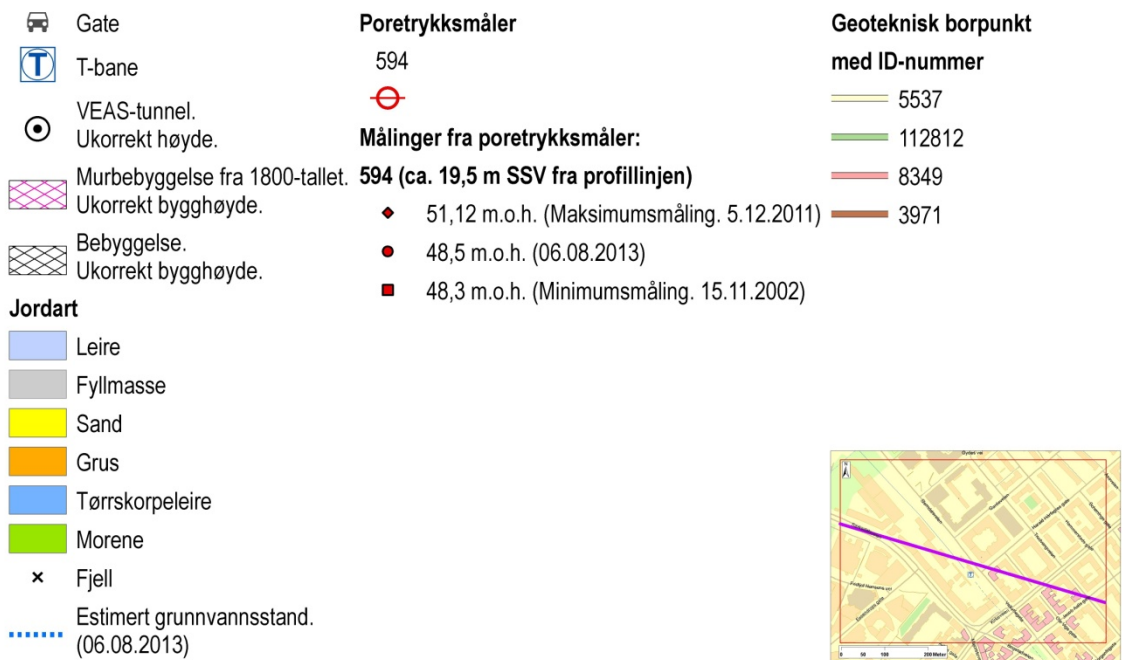 Gate
T
T-bane
VEAS-tunnel.
Ukorrekt høyde.
Murbebyggelse fra 1800-tallet.
Ukorrekt bygghøyde.
Bebyggelse.
Ukorrekt bygghøyde.
Jordart
Leire
Fyllmasse
Sand
Grus
Tørrskorpeleire
Morene
Fjell
Estimert grunnvannsstand.
(06.08.2013)
Poretrykksmåler
594
Målinger fra poretrykksmåler:
594 (ca. 19,5 m SSV fra profillinjen)
51,12 m.o.h. (Maksimumsmåling. 5.12.2011)
48,5 m.o.h. (06.08.2013)
48,3 m.o.h. (Minimumsmåling. 15.11.2002)
Geoteknisk borpunkt
med ID-nummer
5537
112812
8349
3971
N
T
0 50 100 200 Meter